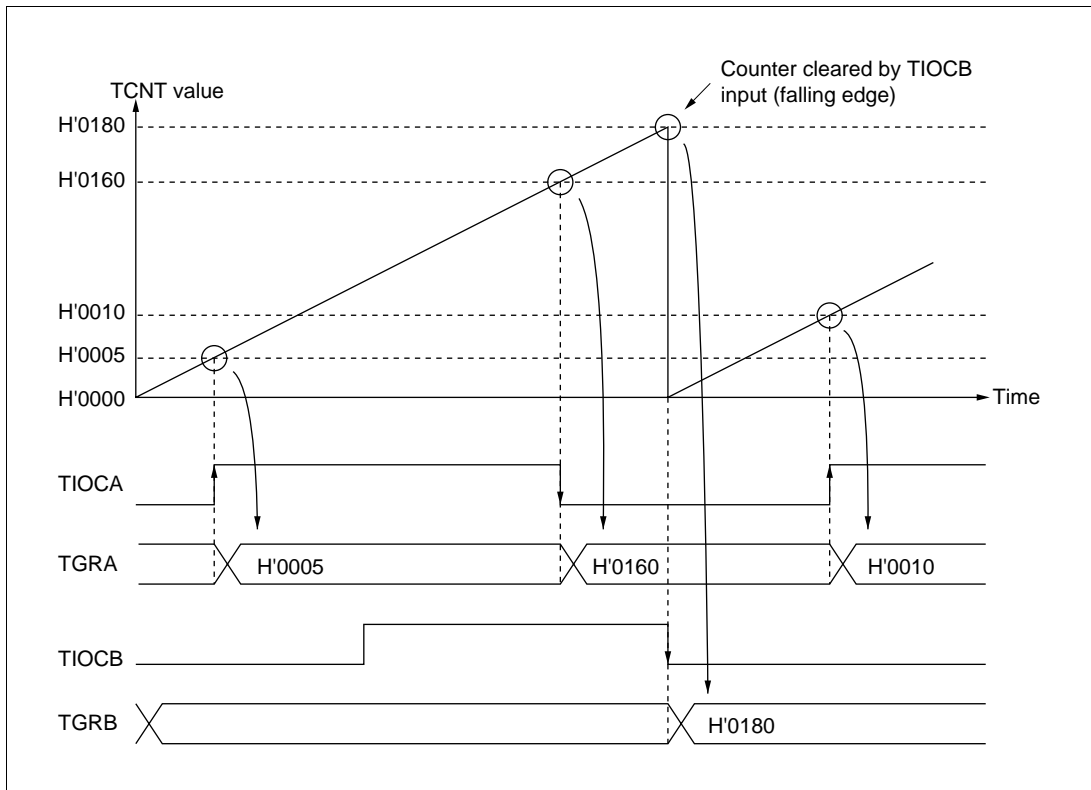 Counter cleared by TIOCB
input (falling edge)
TCNT value
H'0180
H'0160
H'0010
H'0005
H'0000
Time
TIOCA
TGRA
H'0005
H'0160
H'0010
TIOCB
TGRB
H'0180